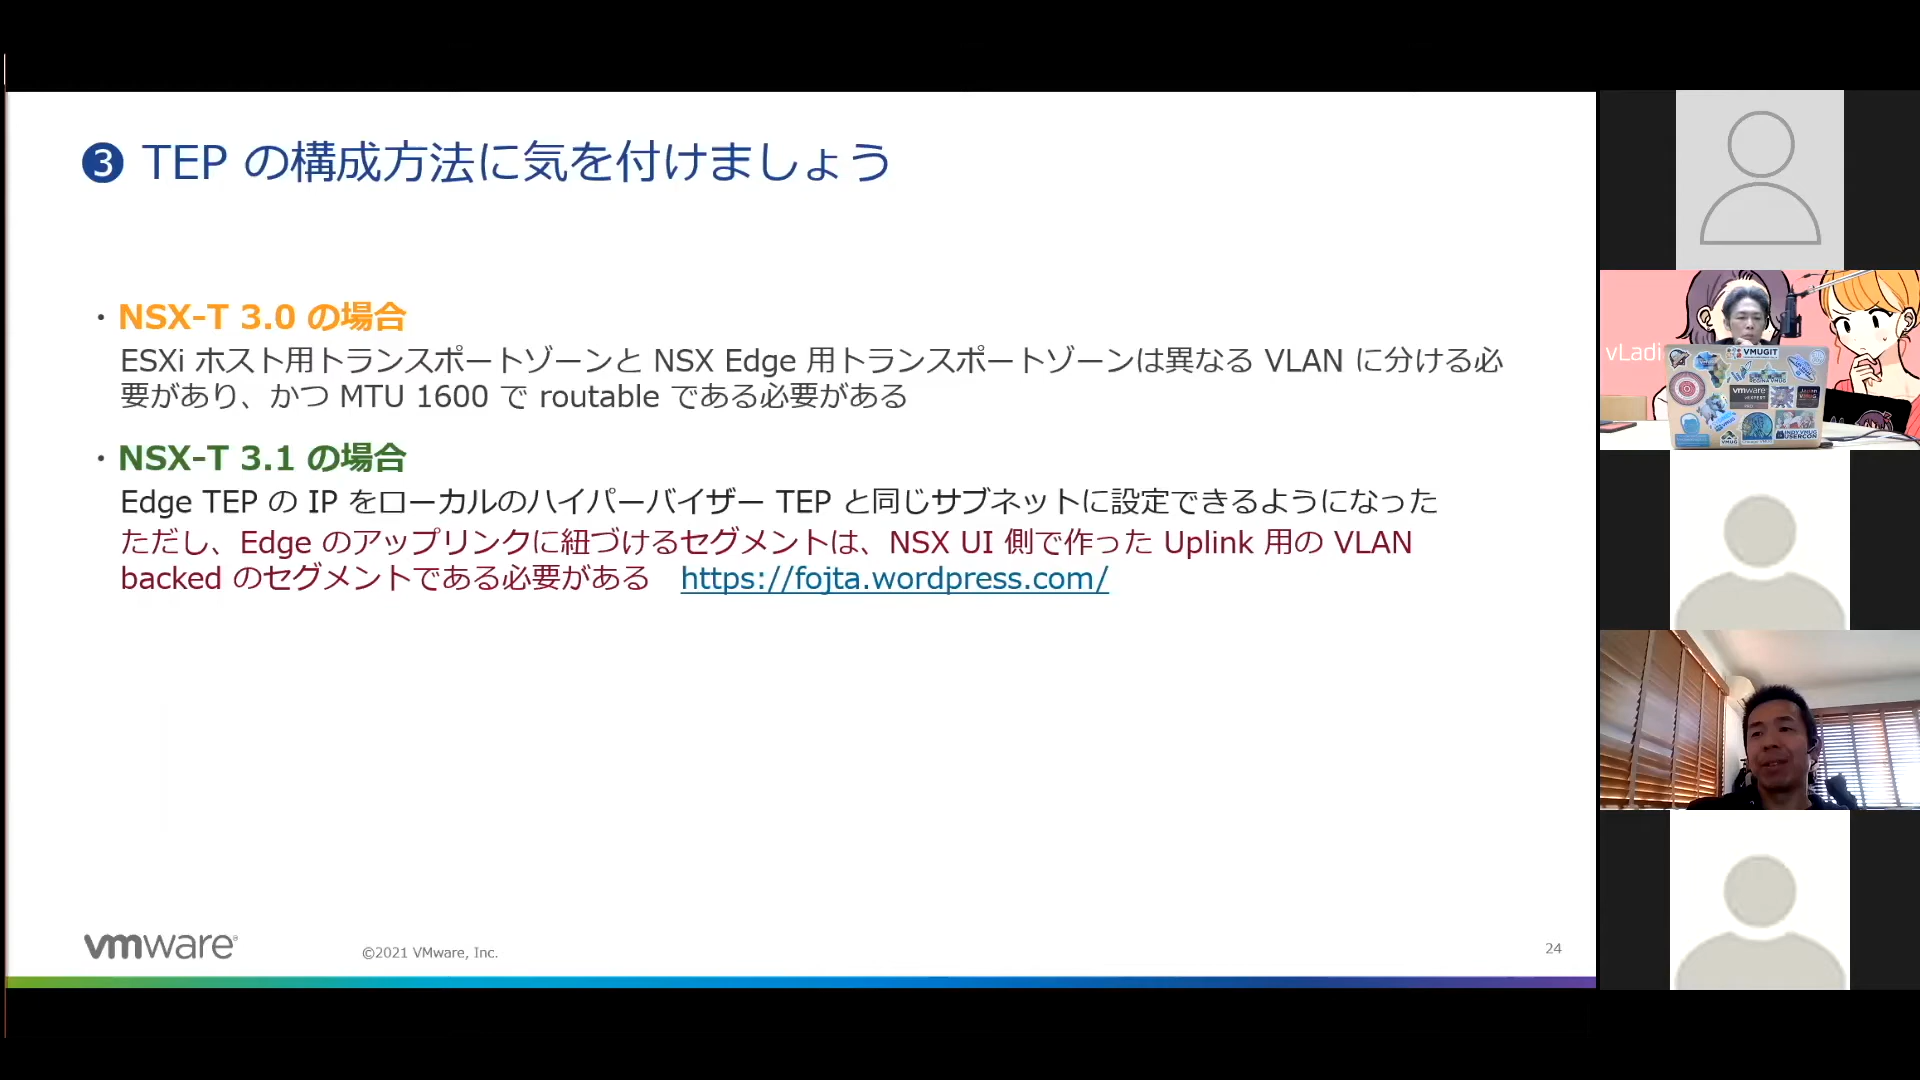 ❸ TEP の構成方法に気を付けましょう
・NSX-T 3.0 の場合
ESXi ホスト用トランスポートゾーンと NSX Edge 用トランスポートゾーンは異なる VLAN に分ける必
要があり、かつ MTU 1600 で routable である必要がある
・NSX-T 3.1 の場合
Edge TEP の IP をローカルのハイパーバイザー TEP と同じサブネットに設定できるようになった
ただし、Edge のアップリンクに紐づけるセグメントは、NSX UI 側で作った Uplink 用の VLAN
backed のセグメントである必要がある https://fojta.wordpress.com/
vmware®
©2021 VMware, Inc.
24
vLadi
VMUGIT
vmware